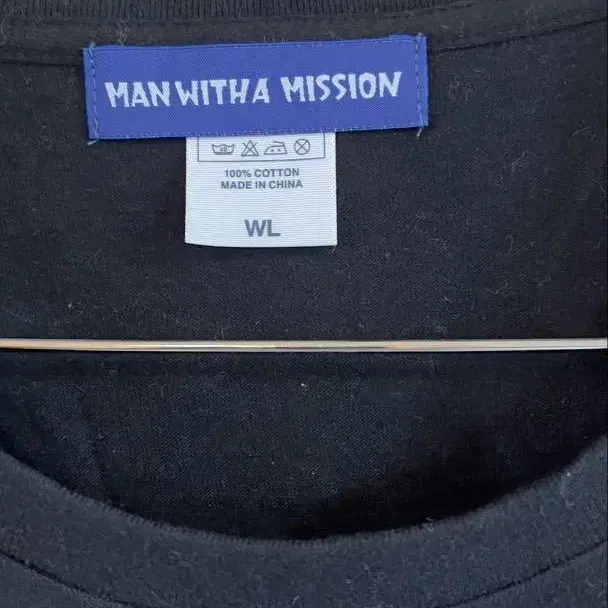 MAN WITH A MISSION
100% COTTON
MADE IN CHINA
WL